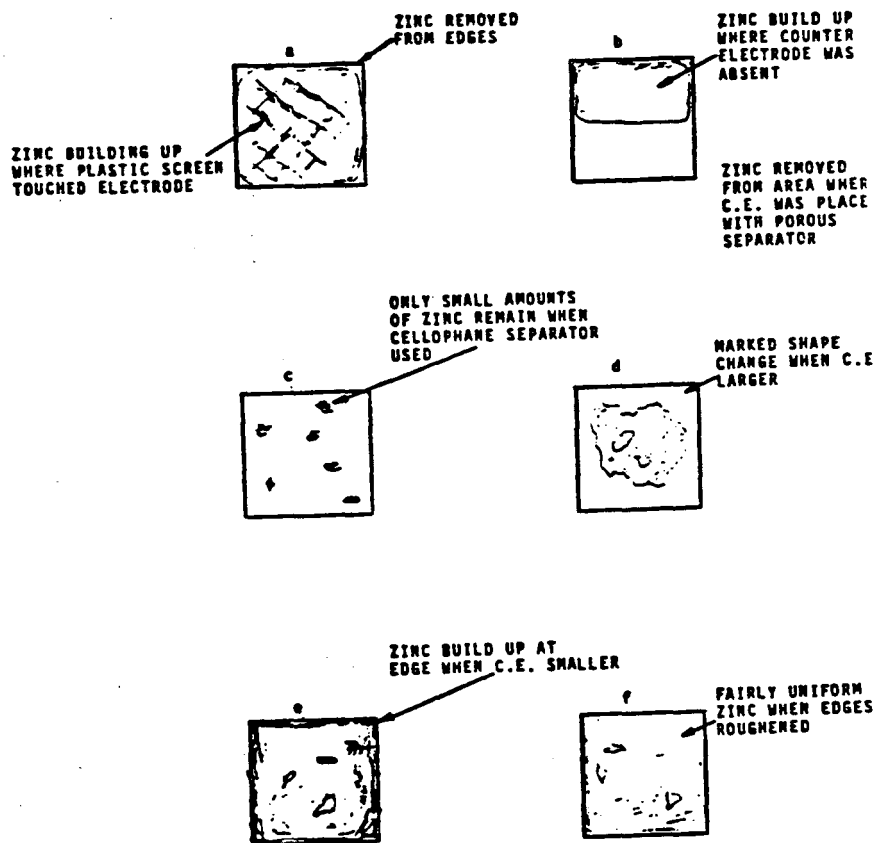 ZINC REMOVED
FROM EDGES
a
ZINC BUILDING UP
WHERE PLASTIC SCREEN
TOUCHED ELECTRODE
ZINC BUILD UP
WHERE COUNTER
ELECTRODE WAS
ABSENT
b
ZINC REMOVED
FROM AREA WHER
C.E. WAS PLACE
WITH POROUS
SEPARATOR
ONLY SMALL AMOUNTS
OF ZINC REMAIN WHEN
CELLOPHANE SEPARATOR
USED
c
MARKED SHAPE
CHANGE WHEN C.E
LARGER
d
ZINC BUILD UP AT
EDGE WHEN C.E. SMALLER
e
FAIRLY UNIFORM
ZINC WHEN EDGES
ROUGHENED
f